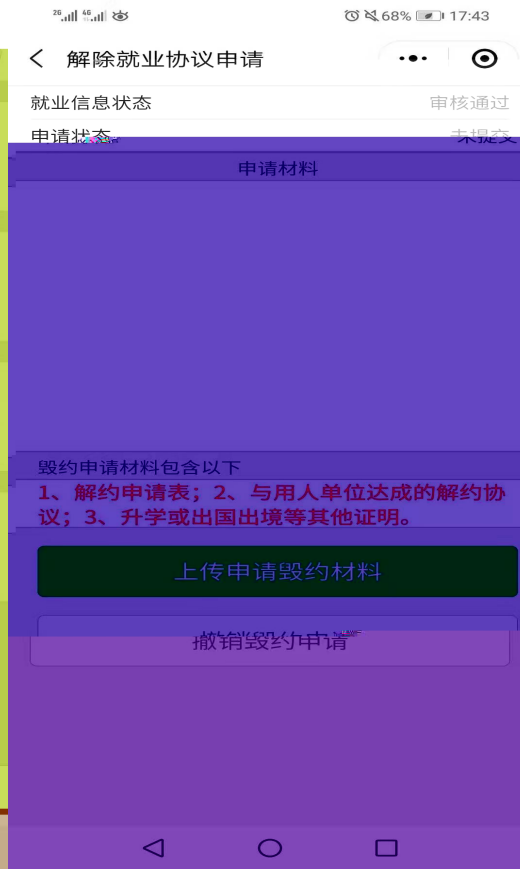 2G 4G 68% 17:43
解除就业协议申请
就业信息状态 审核通过
申请状态 未提交
申请材料
毁约申请材料包含以下
1、解约申请表；2、与用人单位达成的解约协
议；3、升学或出国出境等其他证明。
上传申请毁约材料
撤销毁约申请